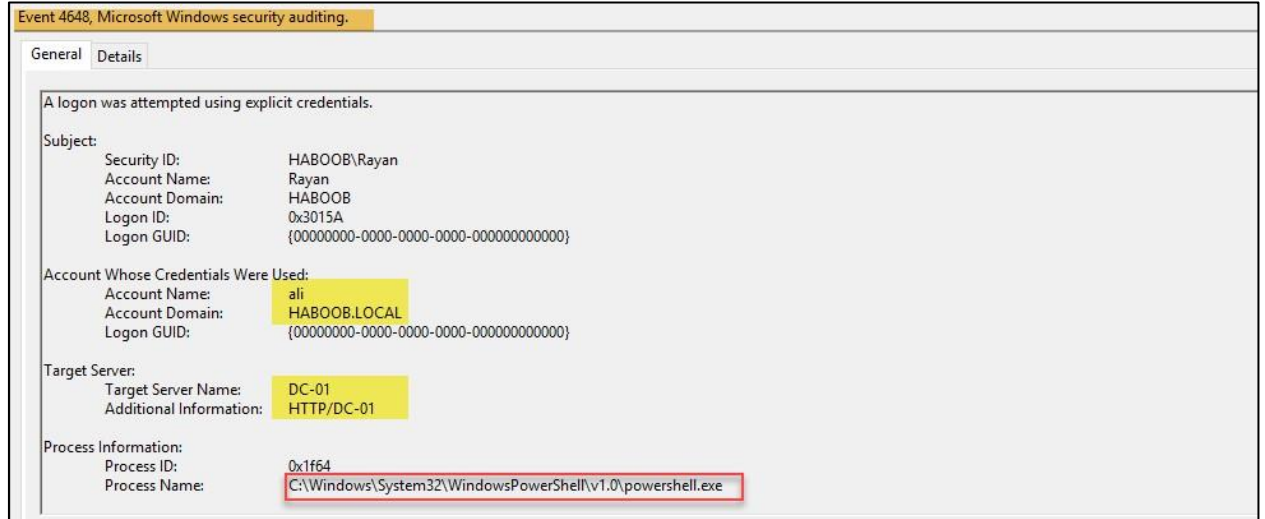 Event 4648, Microsoft Windows security auditing.
General Details
A logon was attempted using explicit credentials.
Subject:
Security ID: HABOOB\Rayan
Account Name: Rayan
Account Domain: HABOOB
Logon ID: 0x3015A
Logon GUID: {00000000-0000-0000-0000-000000000000}
Account Whose Credentials Were Used:
Account Name: ali
Account Domain: HABOOB.LOCAL
Logon GUID: {00000000-0000-0000-0000-000000000000}
Target Server:
Target Server Name: DC-01
Additional Information: HTTP/DC-01
Process Information:
Process ID: 0x1f64
Process Name: C:\Windows\System32\WindowsPowerShell\v1.0\powershell.exe